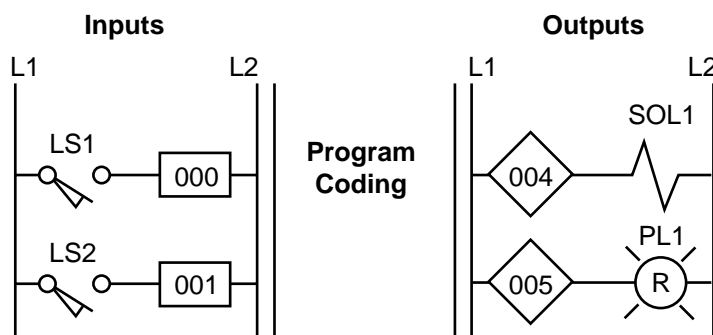 Inputs
Outputs
L1 L2 L1 L2
LS1
000
LS2
001
Program
Coding
SOL1
004
PL1
005
R